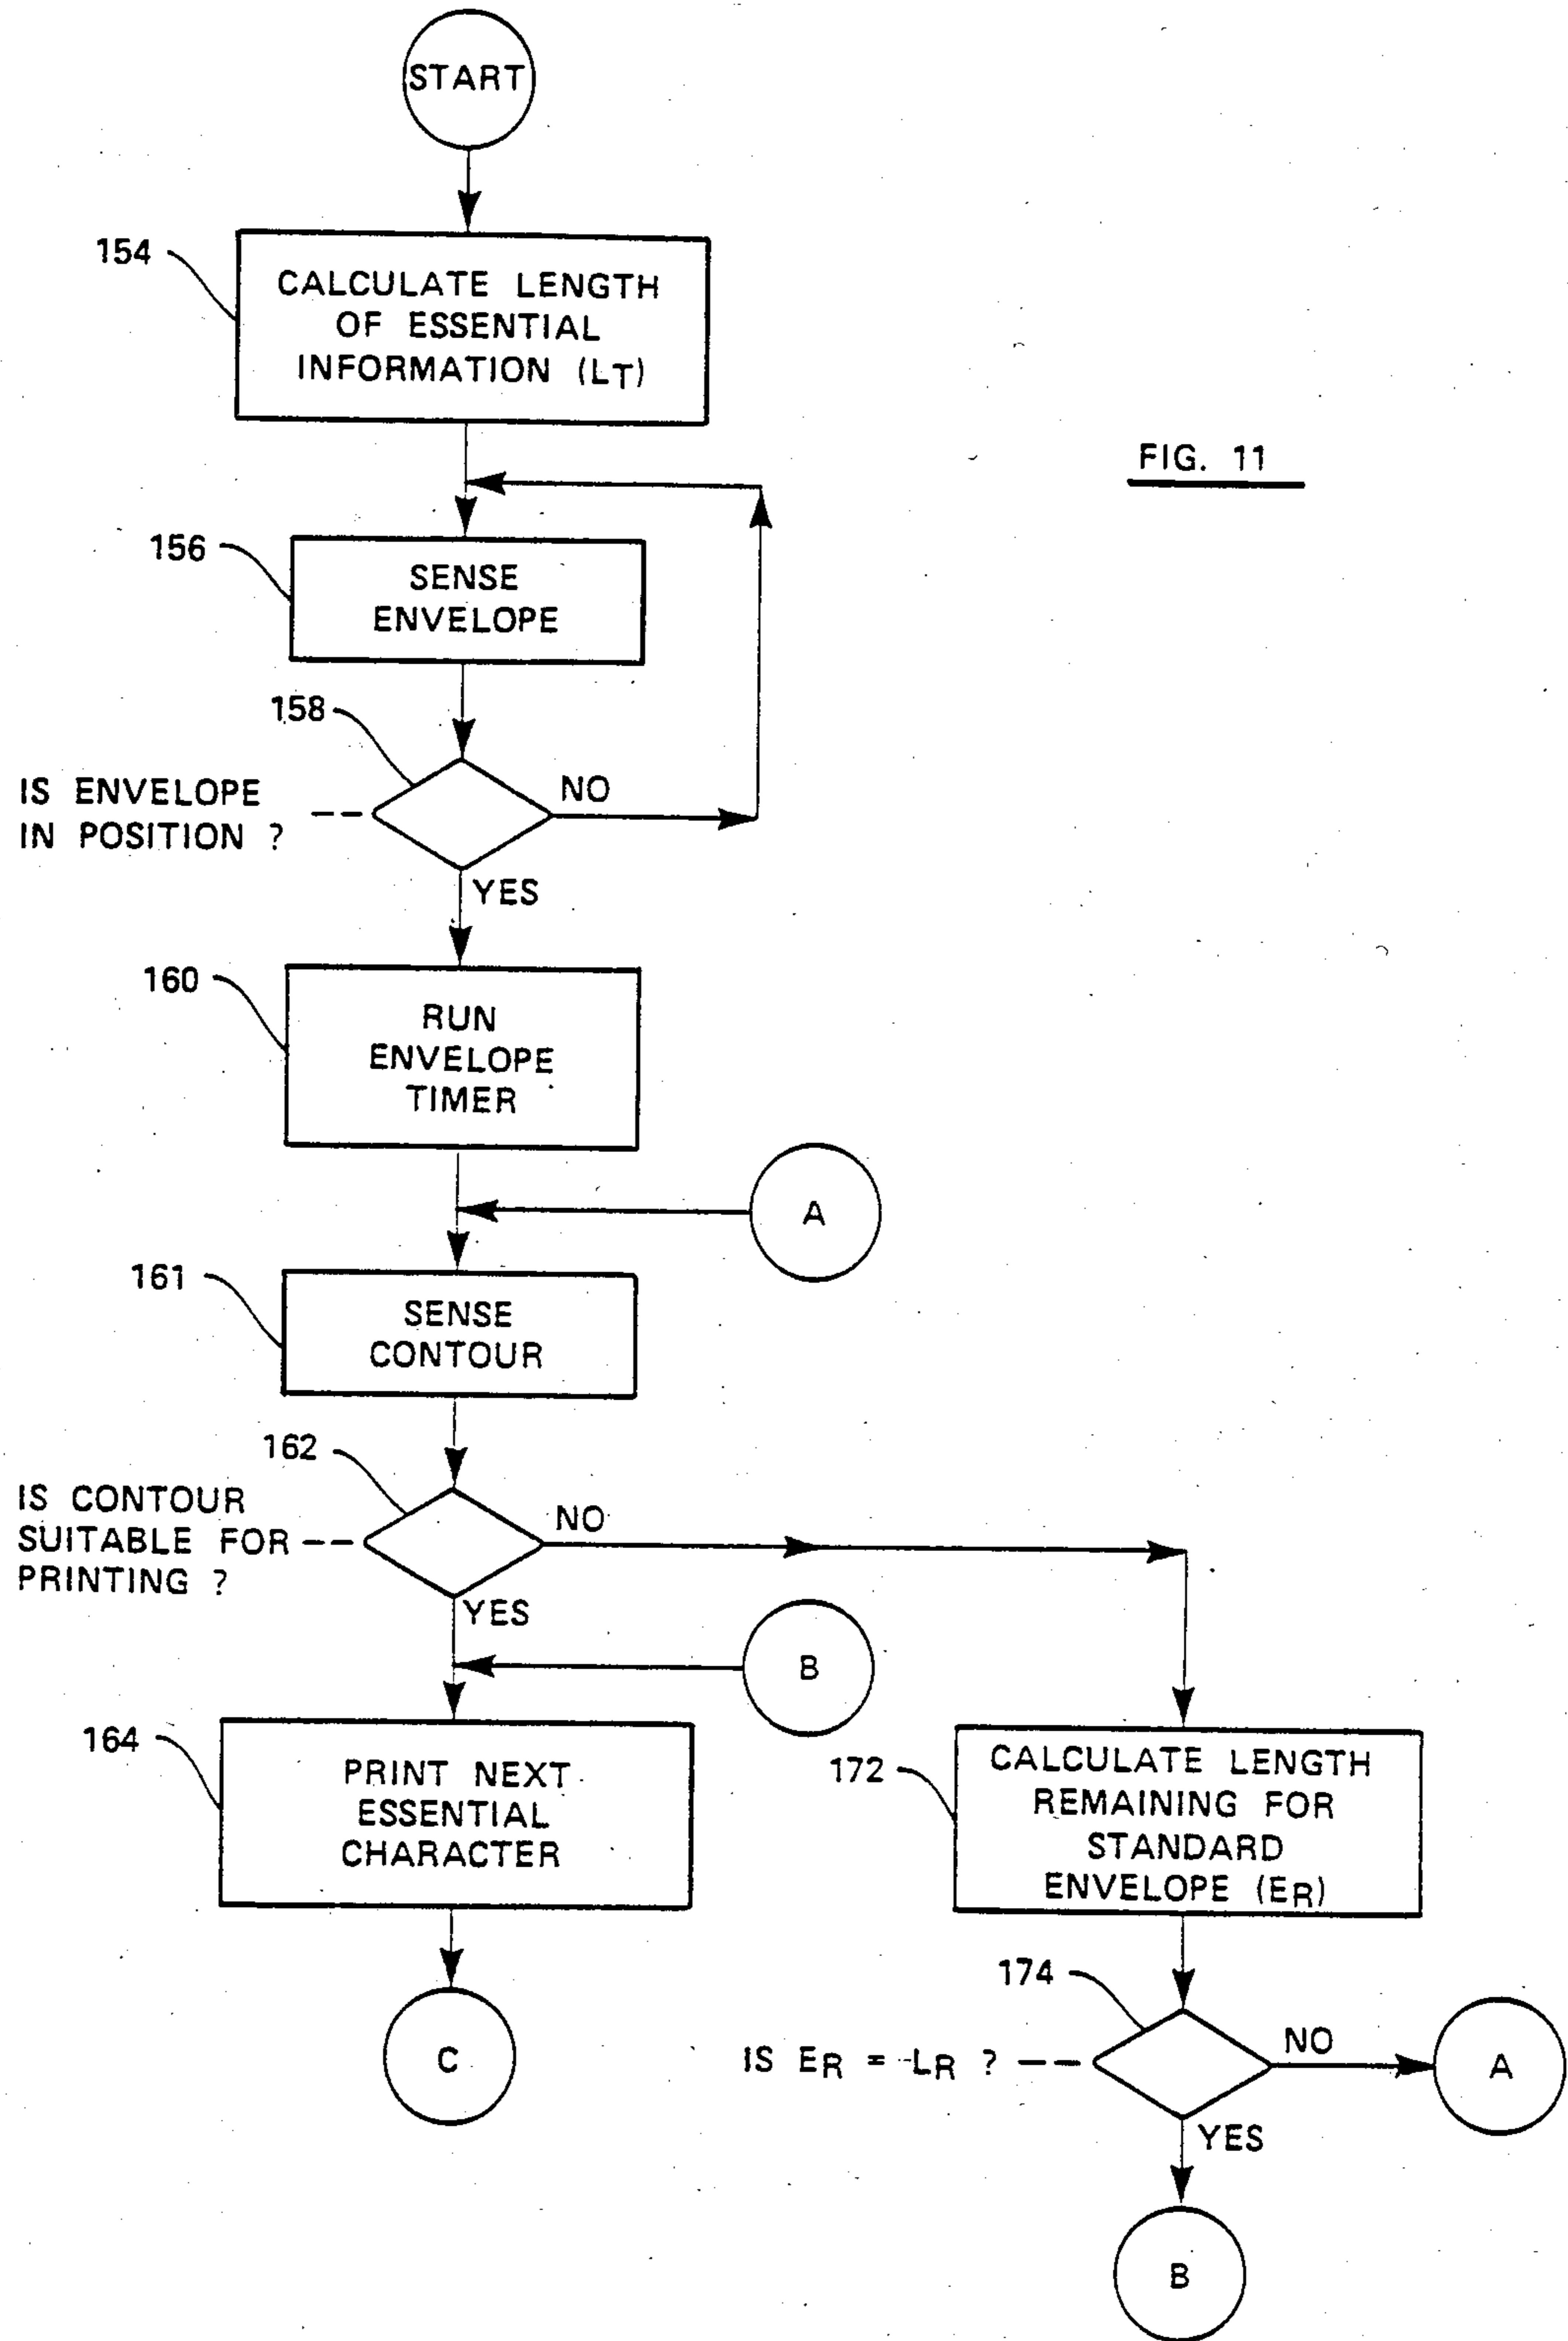 START
154
CALCULATE LENGTH
OF ESSENTIAL
INFORMATION (LT)
FIG. 11
156
SENSE
ENVELOPE
158
IS ENVELOPE
IN POSITION ?
NO
YES
160
RUN
ENVELOPE
TIMER
A
161
SENSE
CONTOUR
162
IS CONTOUR
SUITABLE FOR
PRINTING ?
NO
YES
B
164
PRINT NEXT
ESSENTIAL
CHARACTER
172
CALCULATE LENGTH
REMAINING FOR
STANDARD
ENVELOPE (ER)
C
174
IS ER = LR ?
NO
A
YES
B